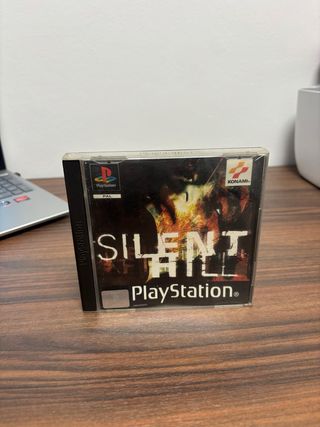 PlayStation
PAL
KONAMI
SILENT
HILL
PlayStation